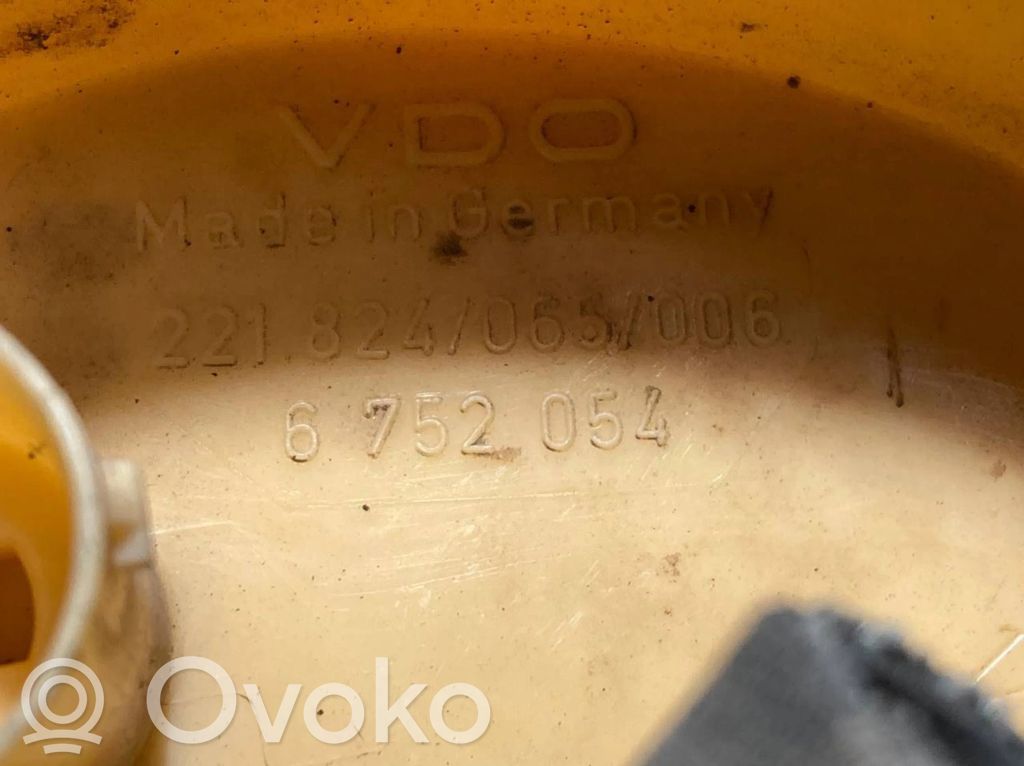 VDO
Made in Germany
221.824/065/006
6 752 054
Ovoko